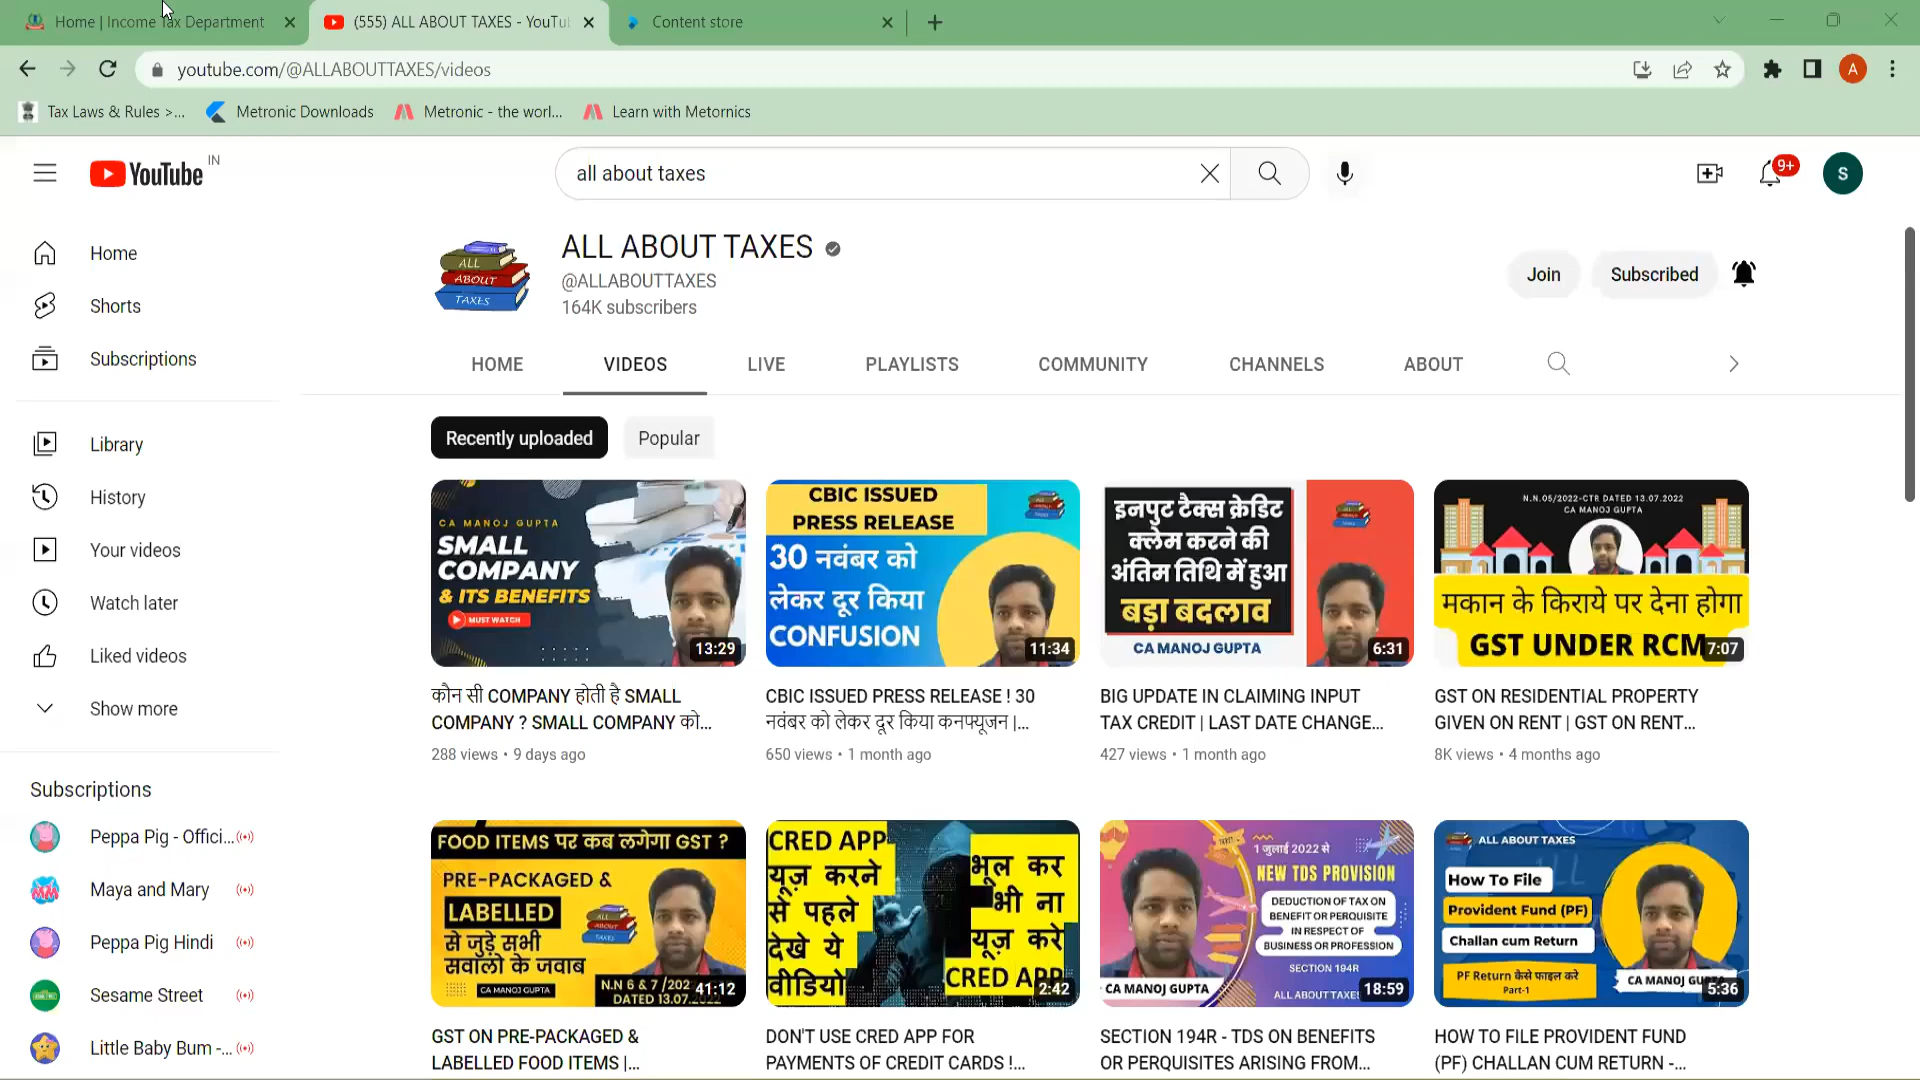 Home | Income Tax Department
(555) ALL ABOUT TAXES - YouTu
Content store
youtube.com/@ALLABOUTTAXES/videos
A
Tax Laws & Rules >...
Metronic Downloads
Metronic - the worl...
Learn with Metornics
YouTube IN
all about taxes
9+
S
Home
Shorts
Subscriptions
Library
History
Your videos
Watch later
Liked videos
Show more
Subscriptions
Peppa Pig - Offici...
Maya and Mary
Peppa Pig Hindi
Sesame Street
Little Baby Bum -...
ALL
ABOUT
TAXES
ALL ABOUT TAXES
@ALLABOUTTAXES
164K subscribers
Join
Subscribed
HOME
VIDEOS
LIVE
PLAYLISTS
COMMUNITY
CHANNELS
ABOUT
Recently uploaded
Popular
CA MANOJ GUPTA
SMALL
COMPANY
& ITS BENEFITS
MUST WATCH
13:29
कौन सी COMPANY होती है SMALL
COMPANY ? SMALL COMPANY को...
288 views • 9 days ago
CBIC ISSUED
PRESS RELEASE
30 नवंबर को
लेकर दूर किया
CONFUSION
11:34
CBIC ISSUED PRESS RELEASE ! 30
नवंबर को लेकर दूर किया कनफ्यूजन |...
650 views • 1 month ago
इनपुट टैक्स क्रेडिट
क्लेम करने की
अंतिम तिथि में हुआ
बड़ा बदलाव
CA MANOJ GUPTA
6:31
BIG UPDATE IN CLAIMING INPUT
TAX CREDIT | LAST DATE CHANGE...
427 views • 1 month ago
N.N.05/2022-CTR DATED 13.07.2022
CA MANOJ GUPTA
मकान के किराये पर देना होगा
GST UNDER RCM
7:07
GST ON RESIDENTIAL PROPERTY
GIVEN ON RENT | GST ON RENT...
8K views • 4 months ago
FOOD ITEMS पर कब लगेगा GST ?
PRE-PACKAGED &
LABELLED
से जुड़े सभी
सवालो के जवाब
CA MANOJ GUPTA
N.N 6 & 7 /202
DATED 13.07.2022
41:12
GST ON PRE-PACKAGED &
LABELLED FOOD ITEMS |...
CRED APP
यूज़ करने
से पहले
देखे ये
वीडियो
भूल कर
भी ना
यूज़ करे
CRED APP
2:42
DON'T USE CRED APP FOR
PAYMENTS OF CREDIT CARDS !...
1 जुलाई 2022 से
NEW TDS PROVISION
DEDUCTION OF TAX ON
BENEFIT OR PERQUISITE
IN RESPECT OF
BUSINESS OR PROFESSION
SECTION 194R
CA MANOJ GUPTA
ALL ABOUT TAXE
18:59
SECTION 194R - TDS ON BENEFITS
OR PERQUISITES ARISING FROM...
ALL ABOUT TAXES
How To File
Provident Fund (PF)
Challan cum Return
PF Return कैसे फाइल करे
Part-1
CA MANOJ GU
5:36
HOW TO FILE PROVIDENT FUND
(PF) CHALLAN CUM RETURN -...